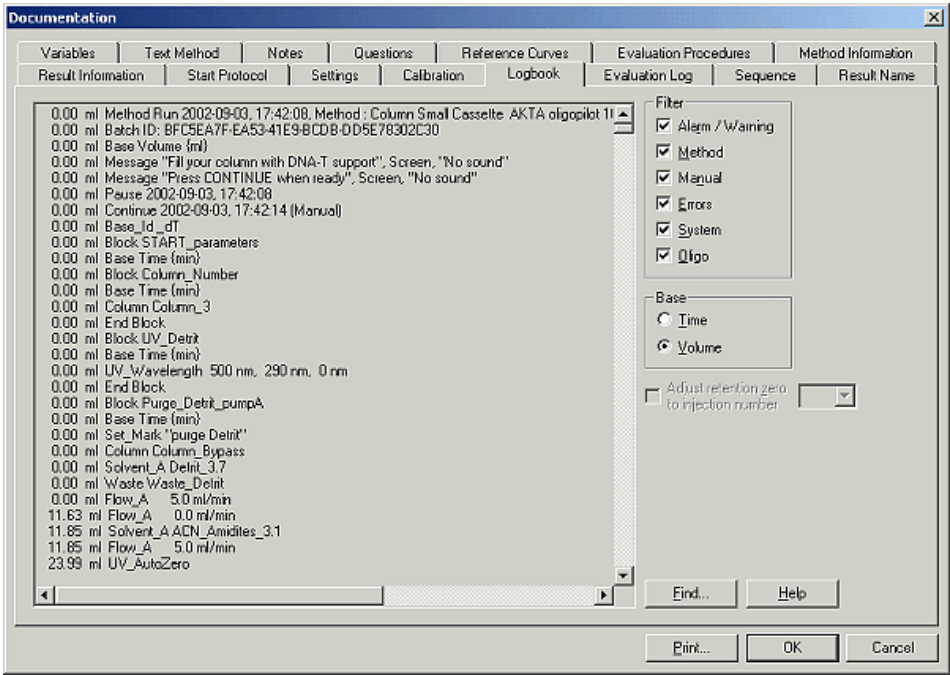 Documentation
Variables Text Method Notes Questions Reference Curves Evaluation Procedures Method Information
Result Information Start Protocol Settings Calibration Logbook Evaluation Log Sequence Result Name
0.00 ml Method Run 2002-09-03, 17:42:08, Method : Column Small Cassette AKTA oligopilot 1
0.00 ml Batch ID: BFC5EA7F-EA53-41E9-BCDB-DD5E78302C30
0.00 ml Base Volume {ml}
0.00 ml Message "Fill your column with DNA-T support", Screen, "No sound"
0.00 ml Message "Press CONTINUE when ready", Screen, "No sound"
0.00 ml Pause 2002-09-03, 17:42:08
0.00 ml Continue 2002-09-03, 17:42:14 (Manual)
0.00 ml Base_Id _dT
0.00 ml Block START_parameters
0.00 ml Base Time {min}
0.00 ml Block Column_Number
0.00 ml Base Time {min}
0.00 ml Column Column_3
0.00 ml End Block
0.00 ml Block UV_Detrit
0.00 ml Base Time {min}
0.00 ml UV_Wavelength 500 nm, 290 nm, 0 nm
0.00 ml End Block
0.00 ml Block Purge_Detrit_pumpA
0.00 ml Base Time {min}
0.00 ml Set_Mark "purge Detrit"
0.00 ml Column Column_Bypass
0.00 ml Solvent_A Detrit_3.7
0.00 ml Waste Waste_Detrit
0.00 ml Flow_A 5.0 ml/min
11.63 ml Flow_A 0.0 ml/min
11.85 ml Solvent_A ACN_Amidites_3.1
11.85 ml Flow_A 5.0 ml/min
23.99 ml UV_AutoZero
Filter
Alarm / Warning
Method
Manual
Errors
System
Oligo
Base
Time
Volume
Adjust retention zero
to injection number
Find... Help
Print... OK Cancel